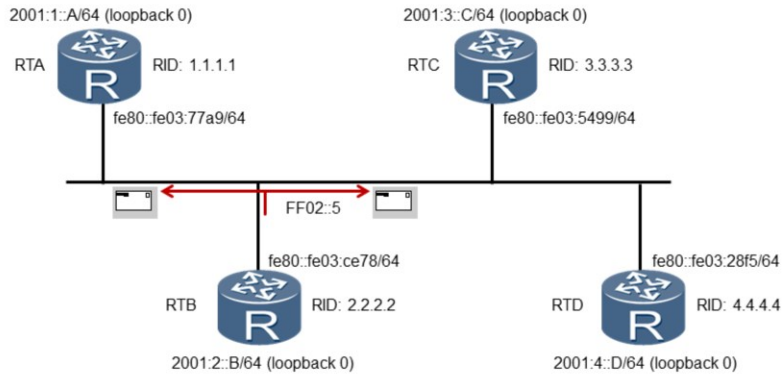 2001:1::A/64 (loopback 0)
2001:3::C/64 (loopback 0)
RTA
R
RID: 1.1.1.1
RTC
R
RID: 3.3.3.3
fe80::fe03:77a9/64
fe80::fe03:5499/64
FF02::5
fe80::fe03:ce78/64
fe80::fe03:28f5/64
RTB
R
RID: 2.2.2.2
RTD
R
RID: 4.4.4.4
2001:2::B/64 (loopback 0)
2001:4::D/64 (loopback 0)